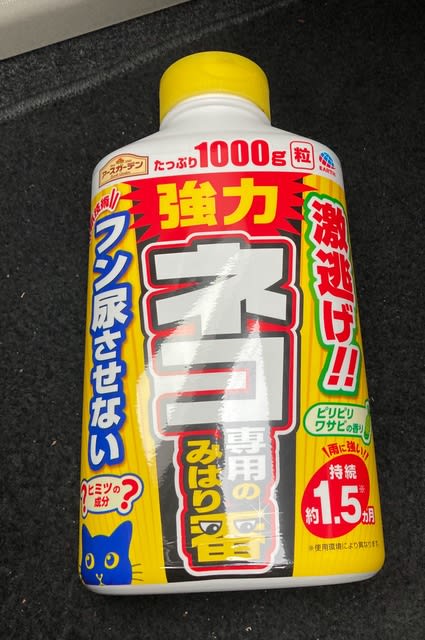 アースガーデン
たっぷり1000g 粒
EARTH
強力
ネコ
専用の
みはり番
激逃げ!!
フン尿させない
ピリピリ
ワサビの香り
雨に強い!!
持続
約1.5ヵ月
※使用環境により異なります。
?ヒミツの成分?